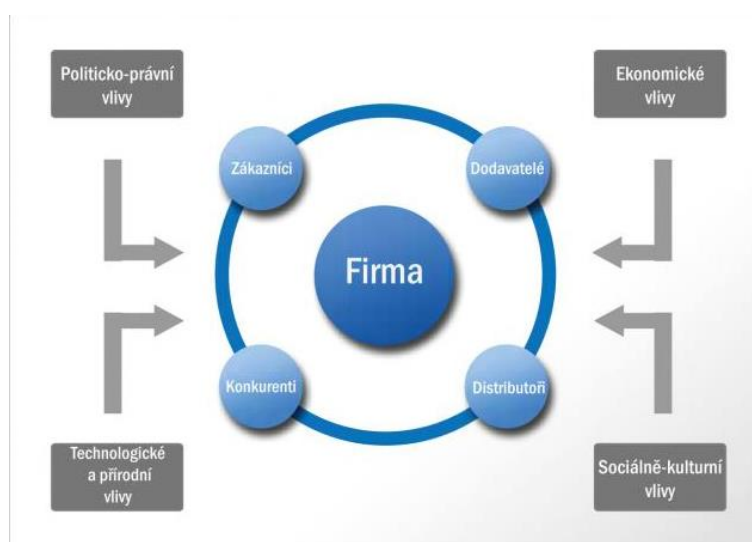 Politicko-právní
vlivy
Ekonomické
vlivy
Zákazníci
Dodavatelé
Firma
Konkurenti
Distributoři
Technologické
a přírodní
vlivy
Sociálně-kulturní
vlivy